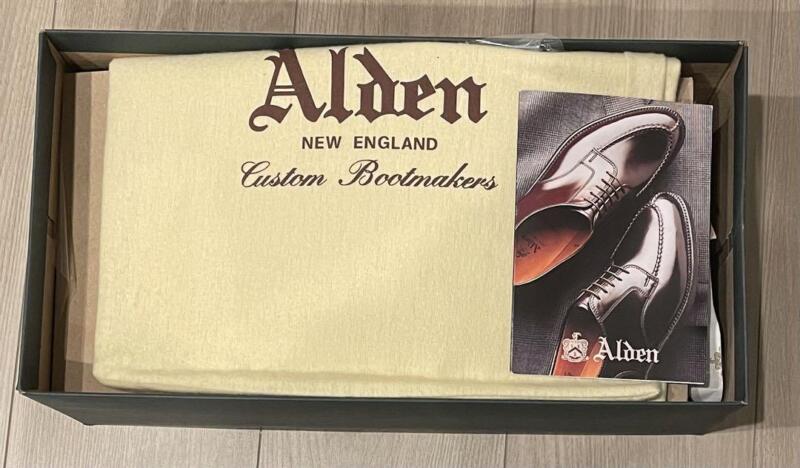 Alden
NEW ENGLAND
Custom Bootmakers
Alden